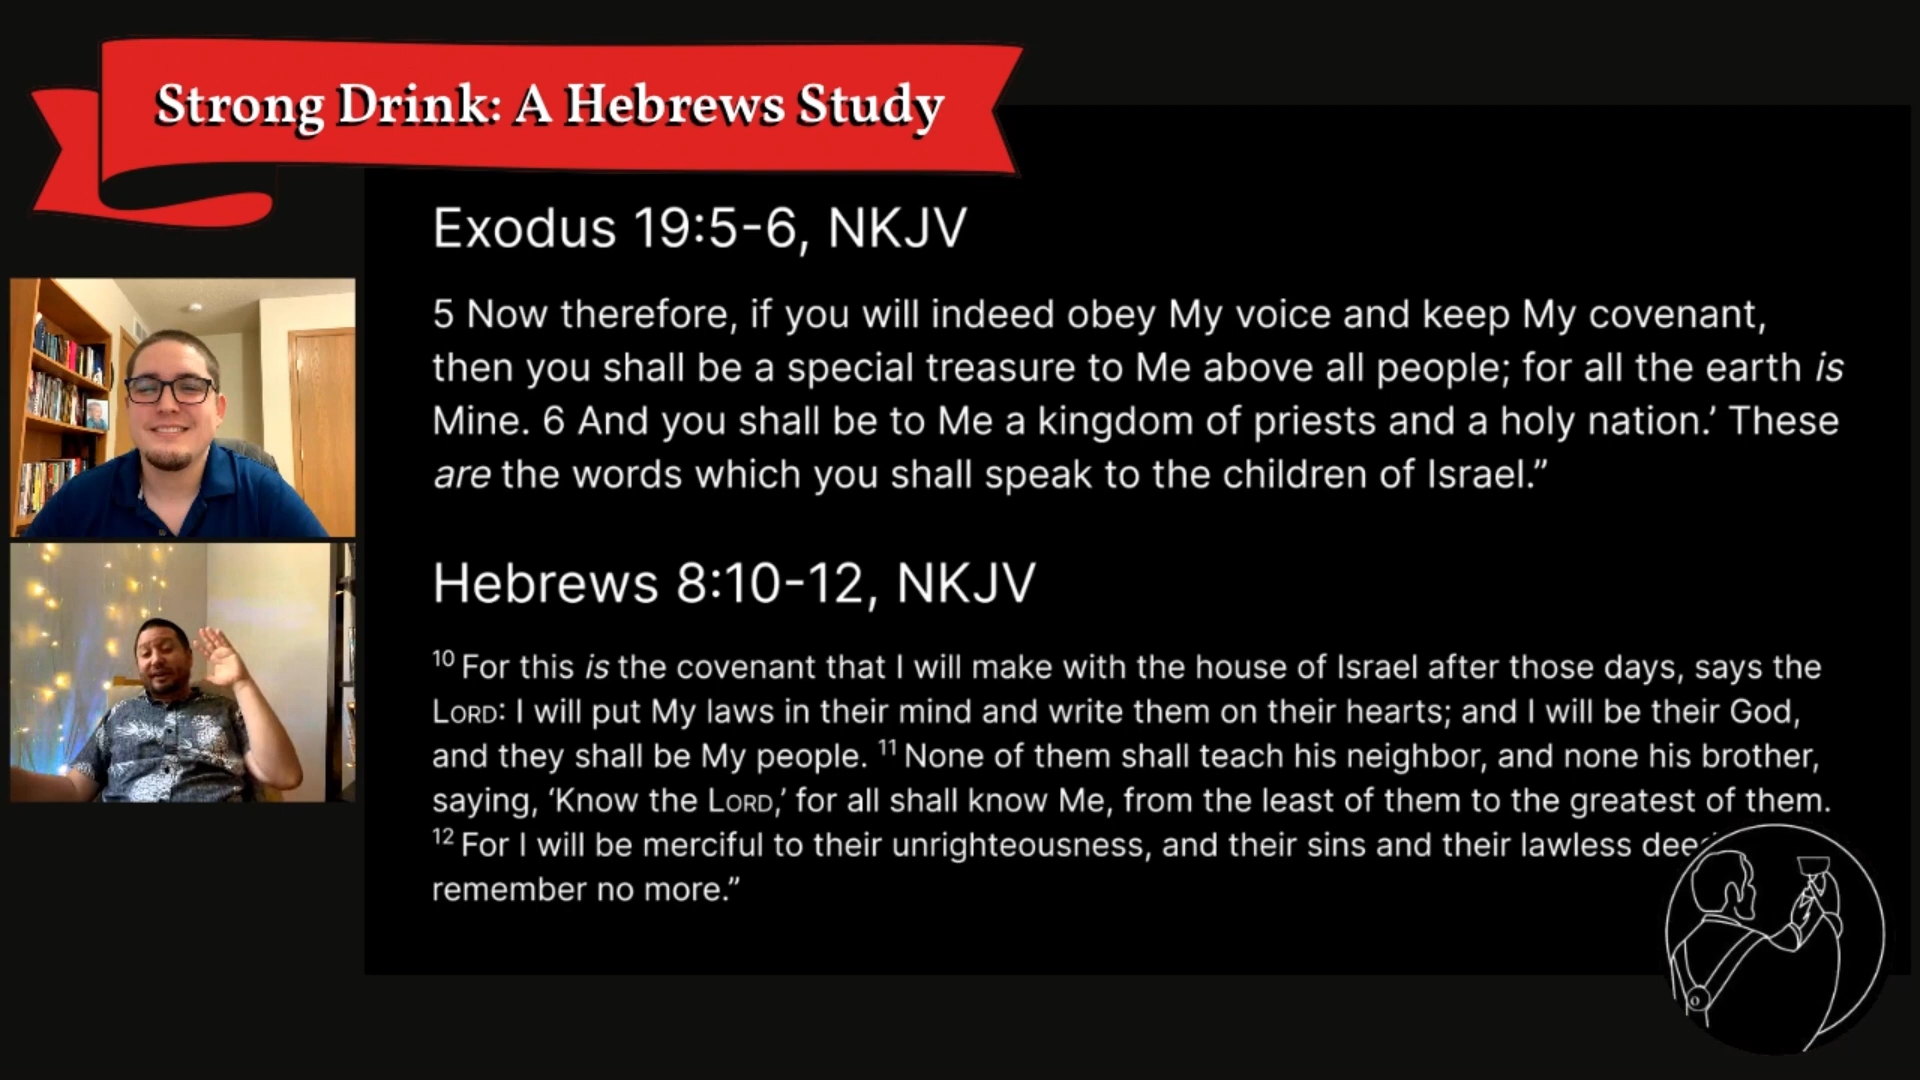 Strong Drink: A Hebrews Study
Exodus 19:5-6, NKJV
5 Now therefore, if you will indeed obey My voice and keep My covenant,
then you shall be a special treasure to Me above all people; for all the earth is
Mine. 6 And you shall be to Me a kingdom of priests and a holy nation.’ These
are the words which you shall speak to the children of Israel.”
Hebrews 8:10-12, NKJV
10 For this is the covenant that I will make with the house of Israel after those days, says the
LORD: I will put My laws in their mind and write them on their hearts; and I will be their God,
and they shall be My people. 11 None of them shall teach his neighbor, and none his brother,
saying, ‘Know the LORD,’ for all shall know Me, from the least of them to the greatest of them.
12 For I will be merciful to their unrighteousness, and their sins and their lawless
remember no more.”